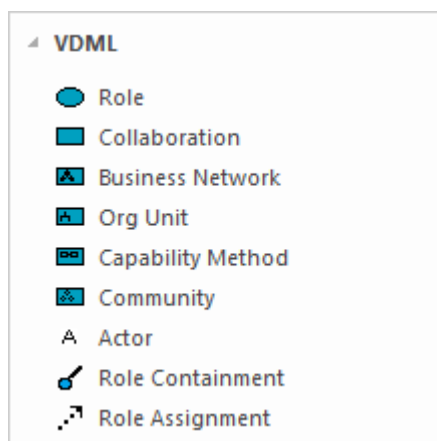 VDML
Role
Collaboration
Business Network
Org Unit
Capability Method
Community
A Actor
Role Containment
Role Assignment